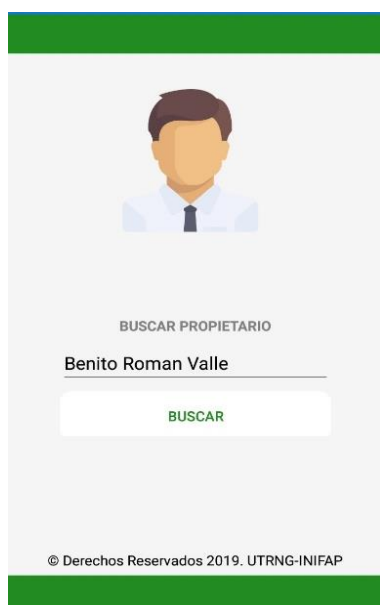 BUSCAR PROPIETARIO
Benito Roman Valle
BUSCAR
© Derechos Reservados 2019. UTRNG-INIFAP